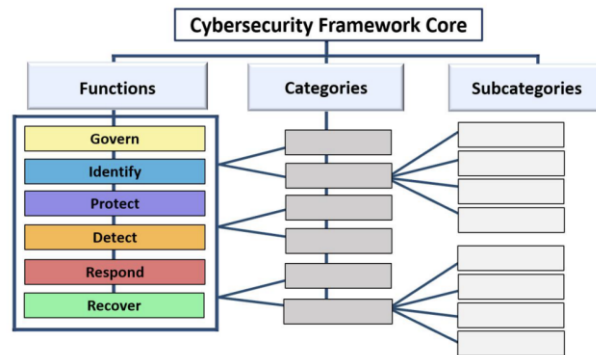 Cybersecurity Framework Core
Functions
Categories
Subcategories
Govern
Identify
Protect
Detect
Respond
Recover